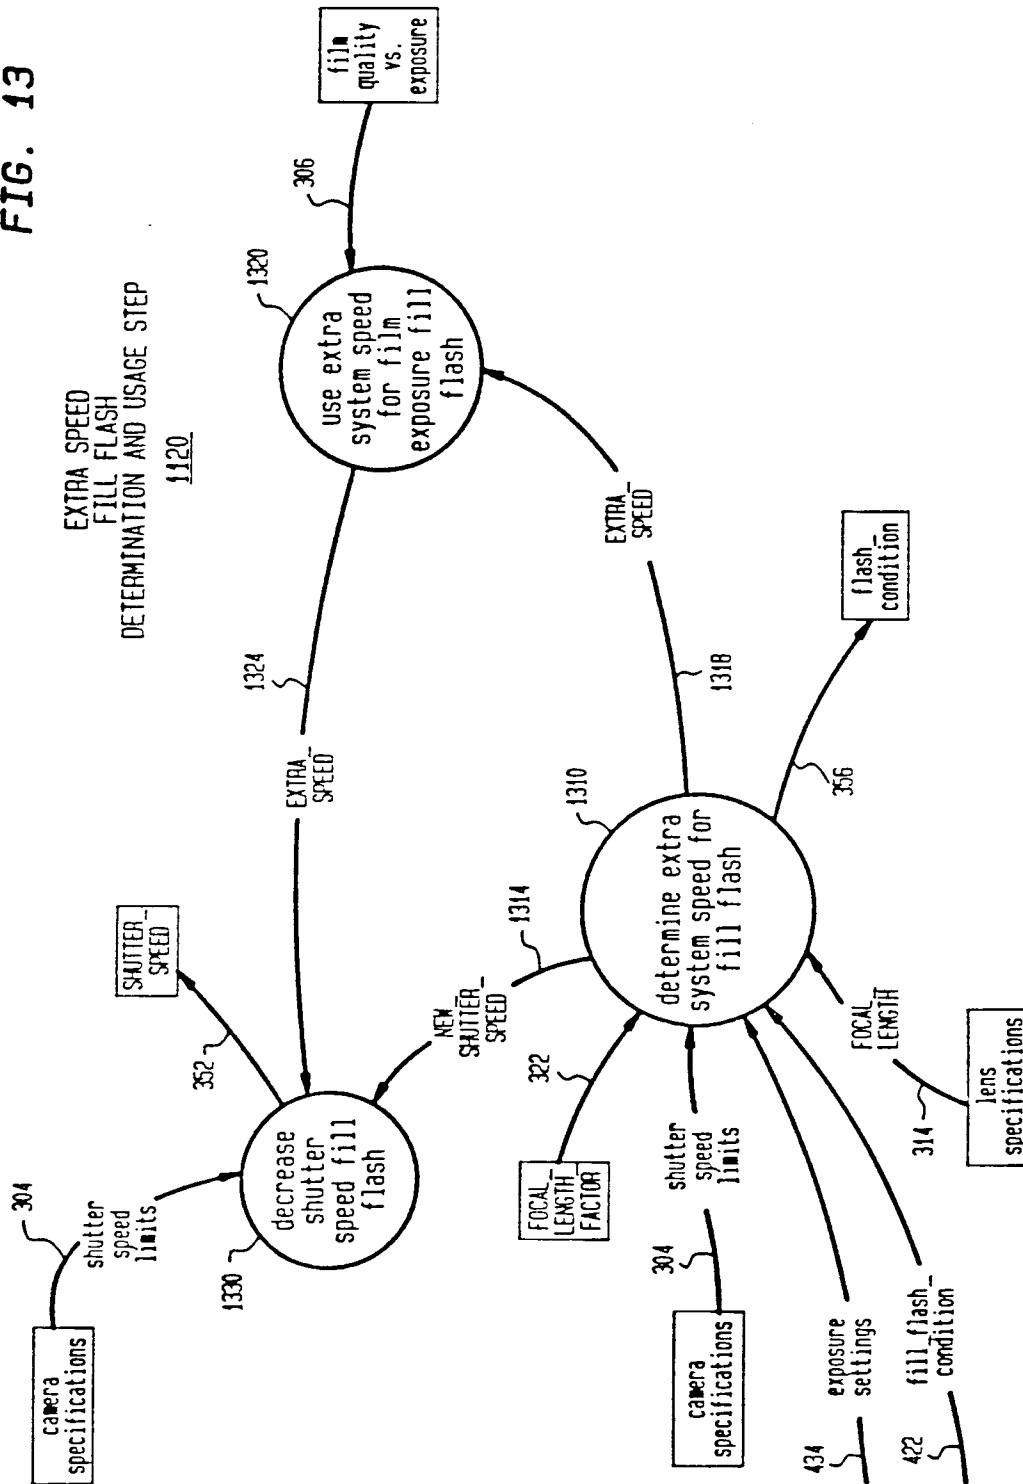 FIG. 13
EXTRA SPEED
FILL FLASH
DETERMINATION AND USAGE STEP
1120
camera
specifications
304
shutter
speed
limits
1330
decrease
shutter
speed fill
flash
352
SHUTTER_
SPEED
EXTRA_
SPEED
1324
1320
use extra
system speed
for film
exposure fill
flash
306
film
quality
vs.
exposure
NEW_
SHUTTER_
SPEED
1314
FOCAL_
LENGTH_
FACTOR
322
camera
specifications
304
shutter
speed
limits
1310
determine extra
system speed for
fill flash
1318
EXTRA_
SPEED
356
flash_
condition
434
exposure
settings
422
fill_flash_
condition
lens
specifications
314
FOCAL_
LENGTH